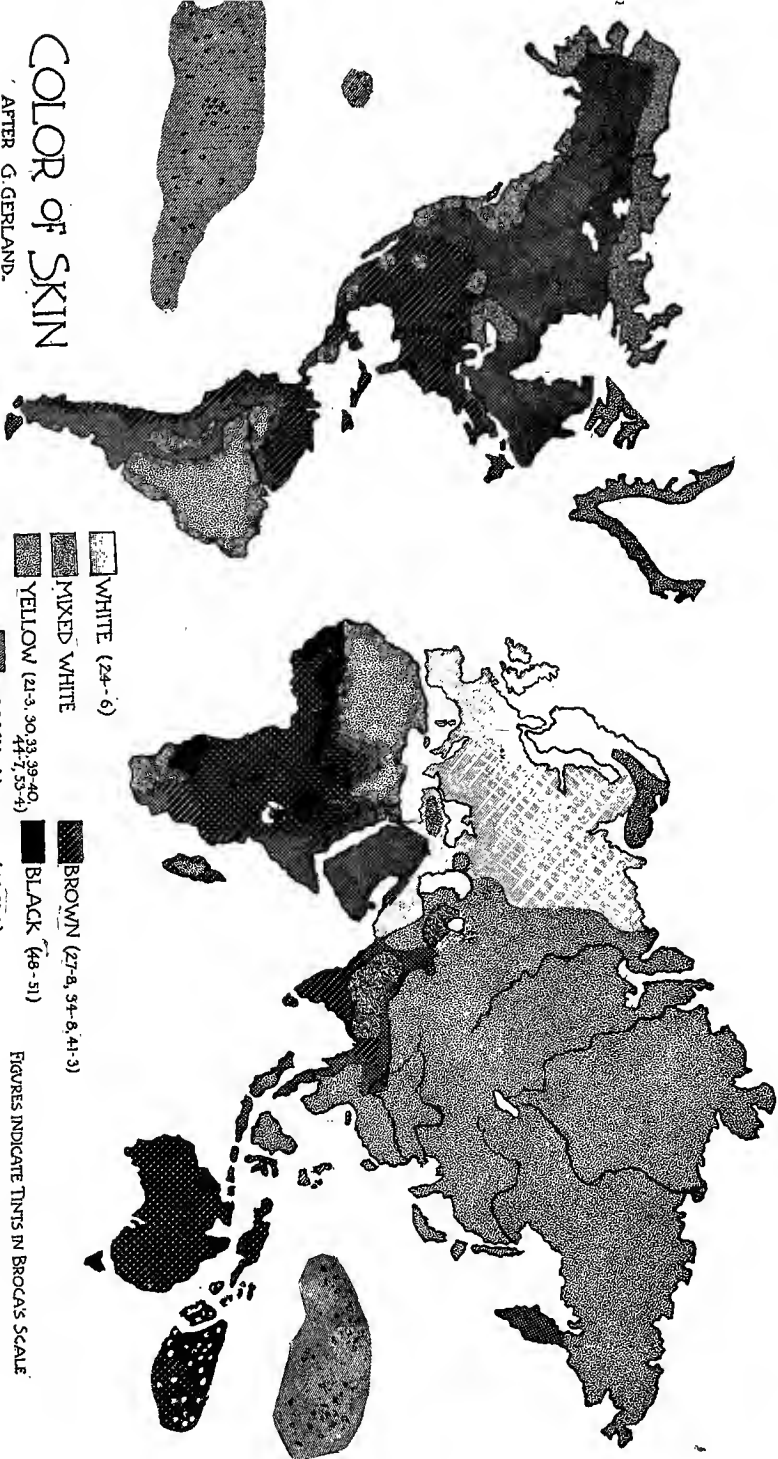 COLOR OF SKIN
AFTER G. GERLAND.
WHITE (24-6)
MIXED WHITE
YELLOW (21-3, 30, 33, 39-40,
44-7, 53-4)
BROWN (27-8, 34-8, 41-3)
BLACK (48-51)
FIGURES INDICATE TINTS IN BROCA'S SCALE